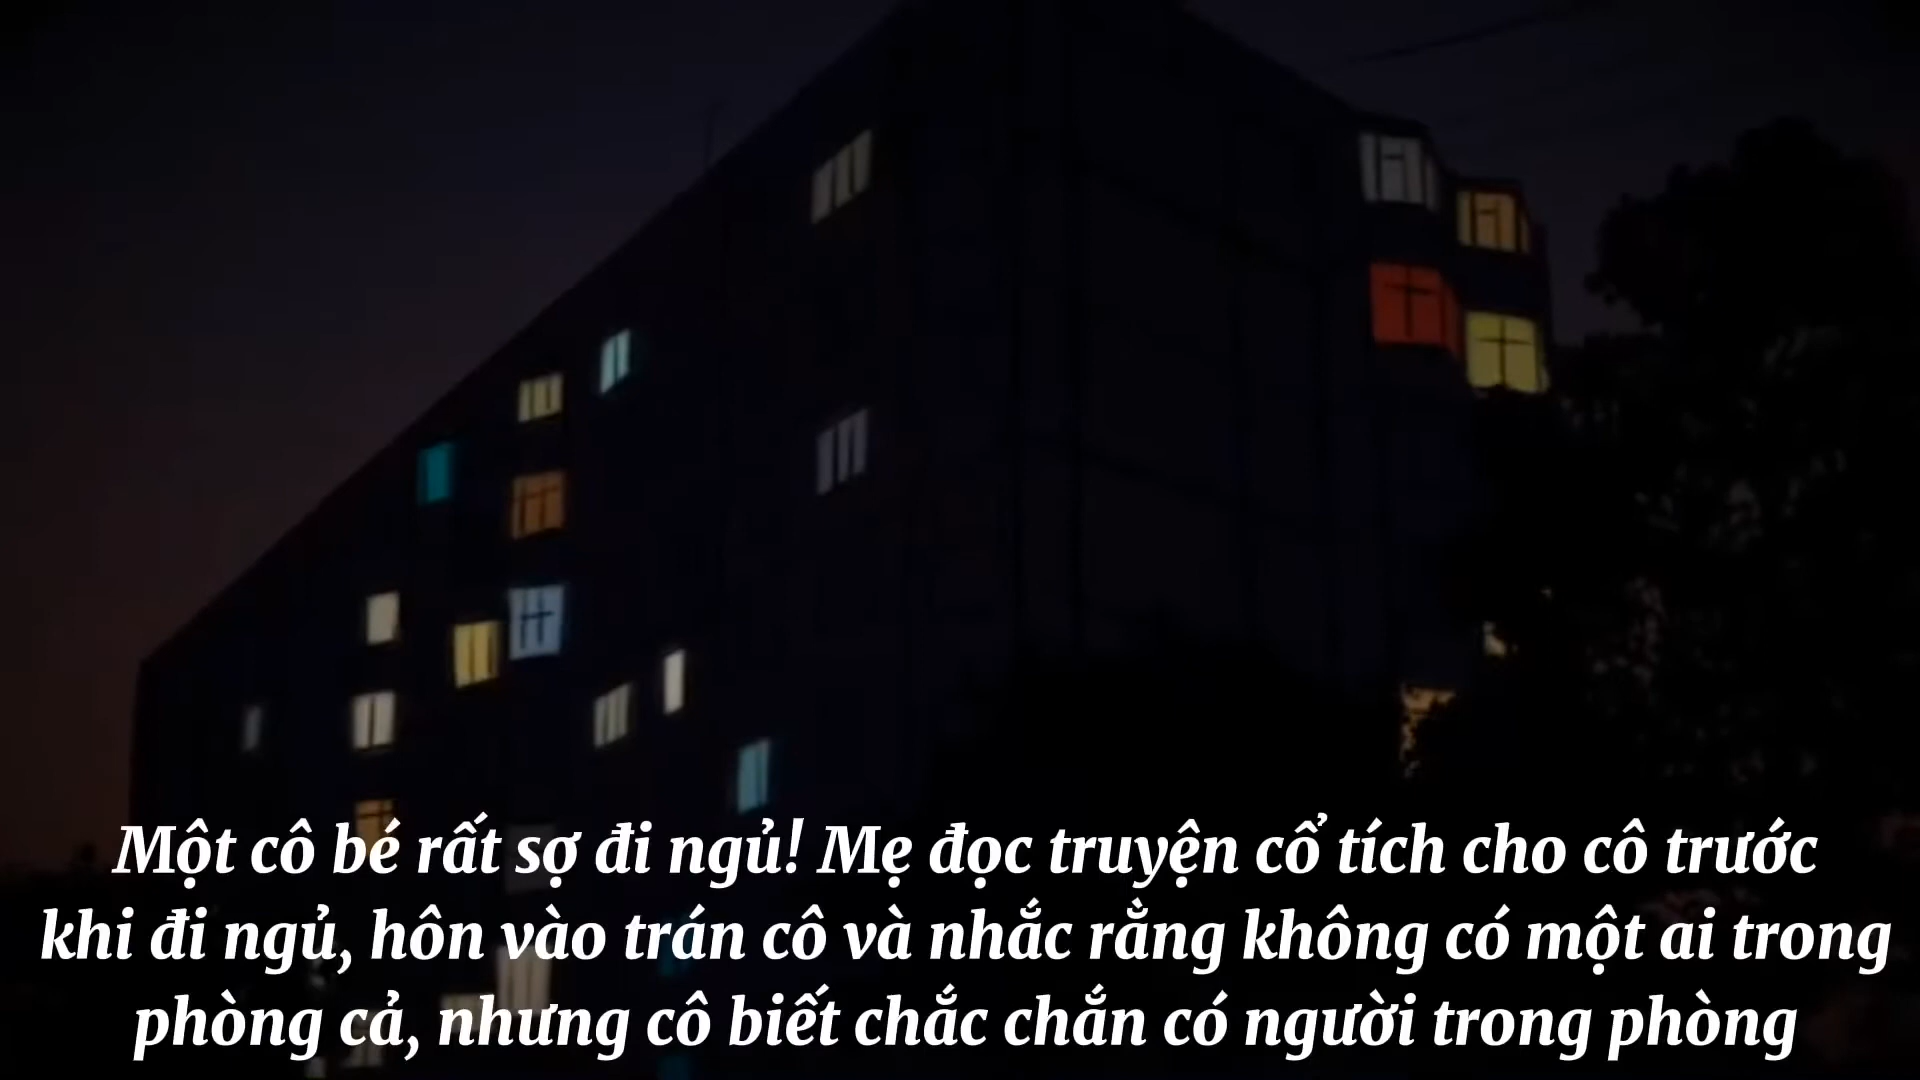 Một cô bé rất sợ đi ngủ! Mẹ đọc truyện cổ tích cho cô trước
khi đi ngủ, hôn vào trán cô và nhắc rằng không có một ai trong
phòng cả, nhưng cô biết chắc chắn có người trong phòng